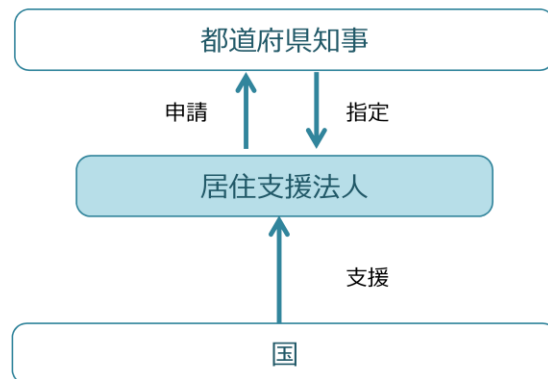 都道府県知事
申請
指定
居住支援法人
支援
国